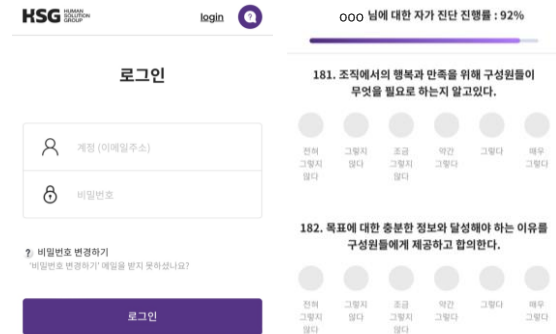 HSG HUMAN
SOLUTION
GROUP
login
?
로그인
계정 (이메일주소)
비밀번호
? 비밀번호 변경하기
'비밀번호 변경하기' 메일을 받지 못하셨나요?
로그인
ooo 님에 대한 자가 진단 진행률 : 92%
181. 조직에서의 행복과 만족을 위해 구성원들이
무엇을 필요로 하는지 알고있다.
전혀 그렇지 조금 약간 그렇다 매우
그렇지 않다 그렇지 그렇다 그렇다
않다 않다
182. 목표에 대한 충분한 정보와 달성해야 하는 이유를
구성원들에게 제공하고 합의한다.
전혀 그렇지 조금 약간 그렇다 매우
그렇지 않다 그렇지 그렇다 그렇다
않다 않다